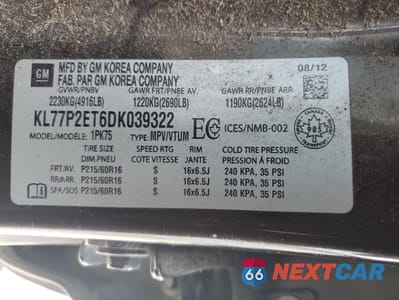 GM
MFD BY GM KOREA COMPANY
FAB. PAR GM KOREA COMPANY
08/12
GVWR/PNBV
GAWR FRT/PNBE AV
GAWR RR/PNBE ARR
2230KG(4916LB)
1220KG(2690LB)
1190KG(2624LB)
KL77P2ET6DK039322
EC
ICES/NMB-002
MODEL/MODELE: 1PK75
TYPE: MPV/VTUM
TIRE SIZE
SPEED RTG
RIM
COLD TIRE PRESSURE
DIM.PNEU
COTE VITESSE
JANTE
PRESSION A FROID
FRT/AV. P215/60R16 S 16x6.5J 240 KPA, 35 PSI
RR/ARR. P215/60R16 S 16x6.5J 240 KPA, 35 PSI
SPA/SOS P215/60R16 S 16x6.5J 240 KPA, 35 PSI
66 NEXTCAR